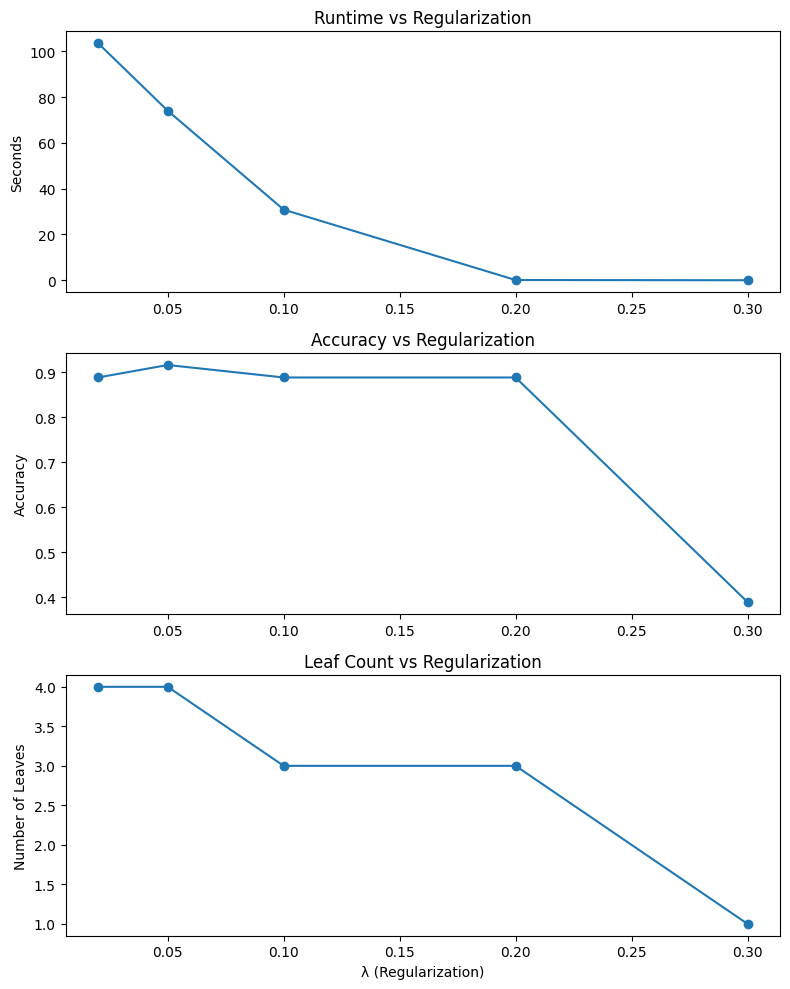 Runtime vs Regularization
Seconds
100
80
60
40
20
0
0.05 0.10 0.15 0.20 0.25 0.30
Accuracy vs Regularization
Accuracy
0.9
0.8
0.7
0.6
0.5
0.4
0.05 0.10 0.15 0.20 0.25 0.30
Leaf Count vs Regularization
Number of Leaves
4.0
3.5
3.0
2.5
2.0
1.5
1.0
0.05 0.10 0.15 0.20 0.25 0.30
λ (Regularization)